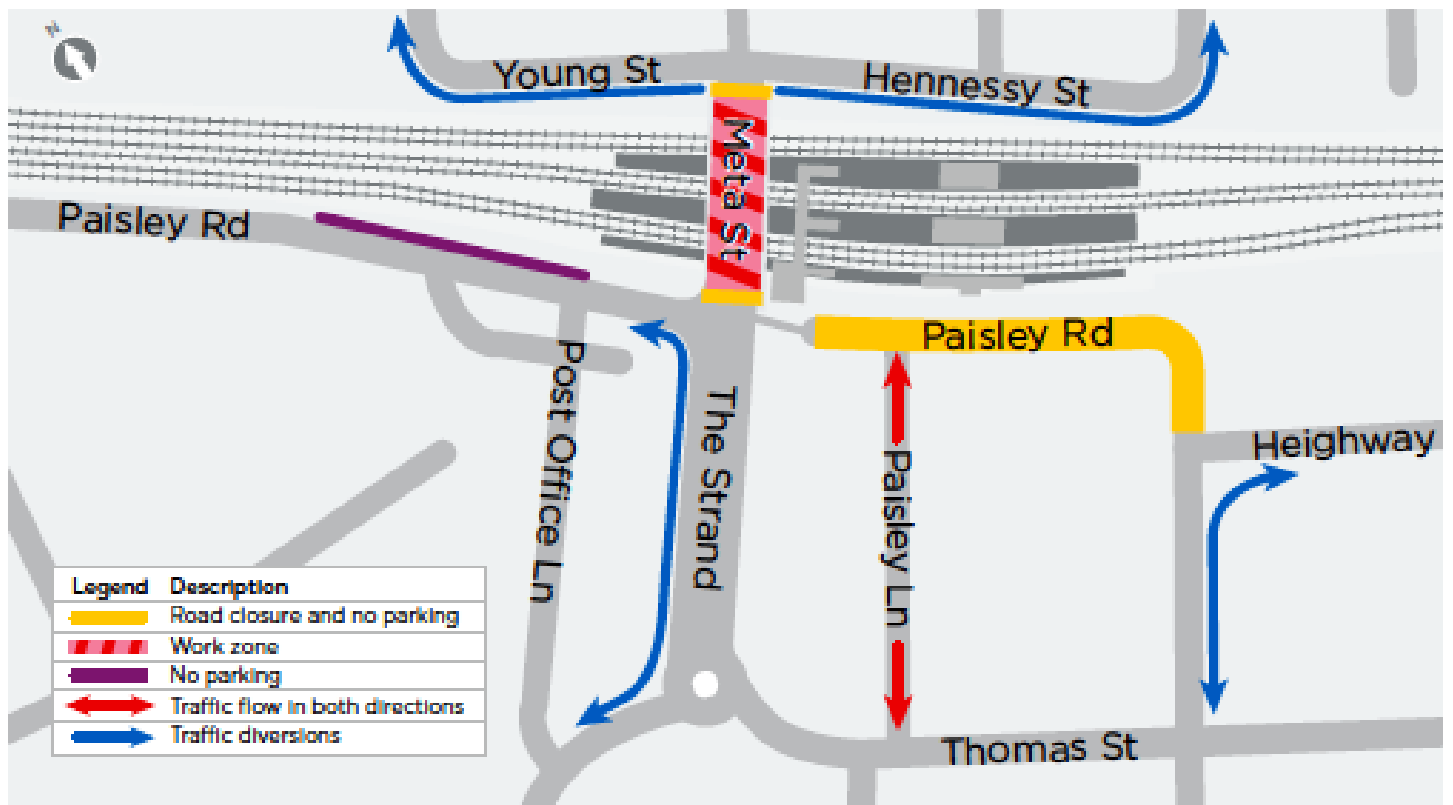 N
Young St
Hennessy St
Meta St
Paisley Rd
Paisley Rd
Post Office Ln
The Strand
Paisley Ln
Heighway
Thomas St
Legend Description
Road closure and no parking
Work zone
No parking
Traffic flow in both directions
Traffic diversions